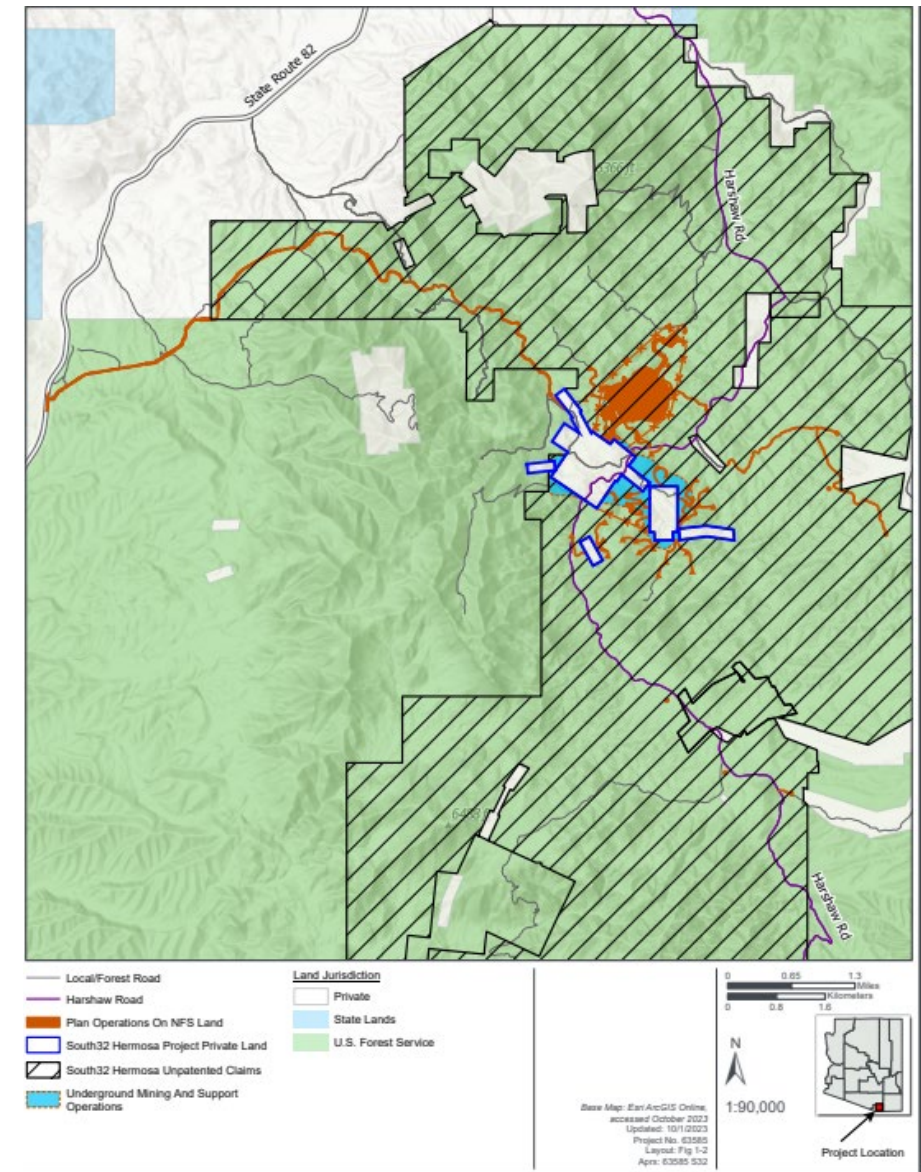 State Route 82
Harshaw Rd
Harshaw Rd
Local/Forest Road
Harshaw Road
Plan Operations On NFS Land
South32 Hermosa Project Private Land
South32 Hermosa Unpatented Claims
Underground Mining And Support
Operations
Land Jurisdiction
Private
State Lands
U.S. Forest Service
Base Map: Esri ArcGIS Online,
accessed October 2023
Updated: 10/1/2023
Project No. 63585
Layout: Fig 1-2
Aprx: 63585 S32
0 0.65 1.3
Miles
Kilometers
0 0.8 1.6
N
1:90,000
Project Location